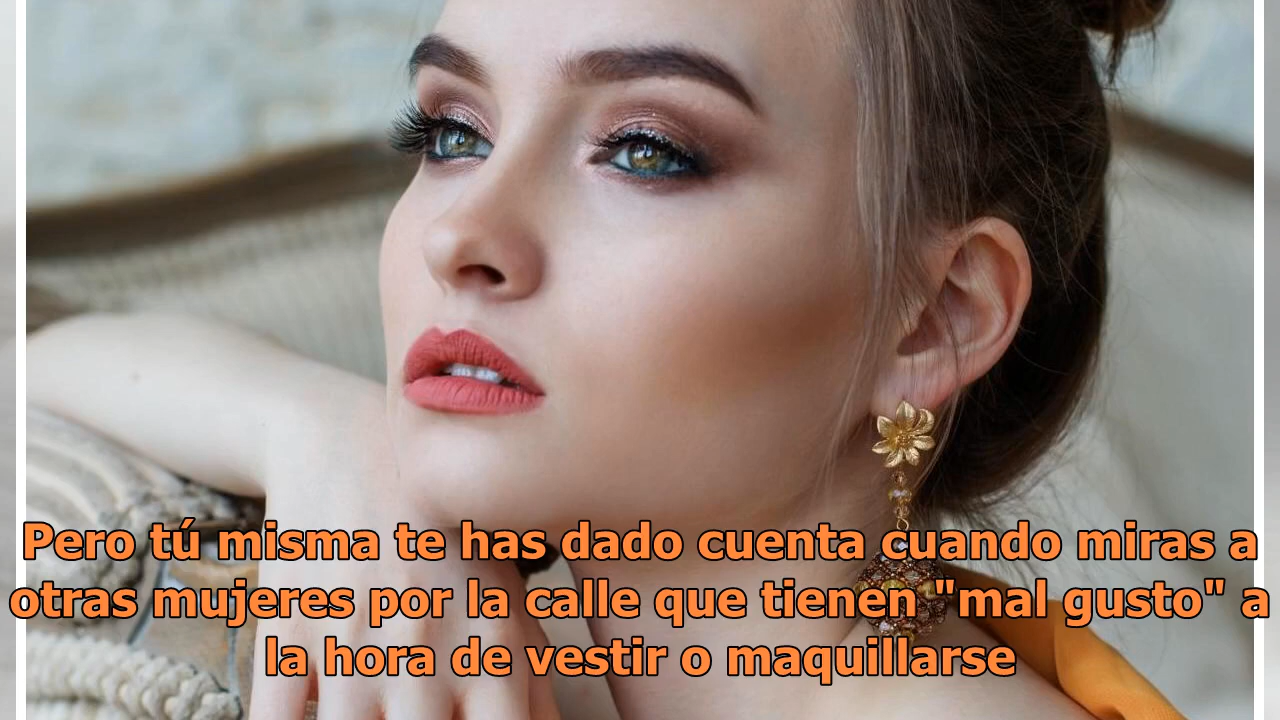 Pero tú misma te has dado cuenta cuando miras a
otras mujeres por la calle que tienen "mal gusto" a
la hora de vestir o maquillarse